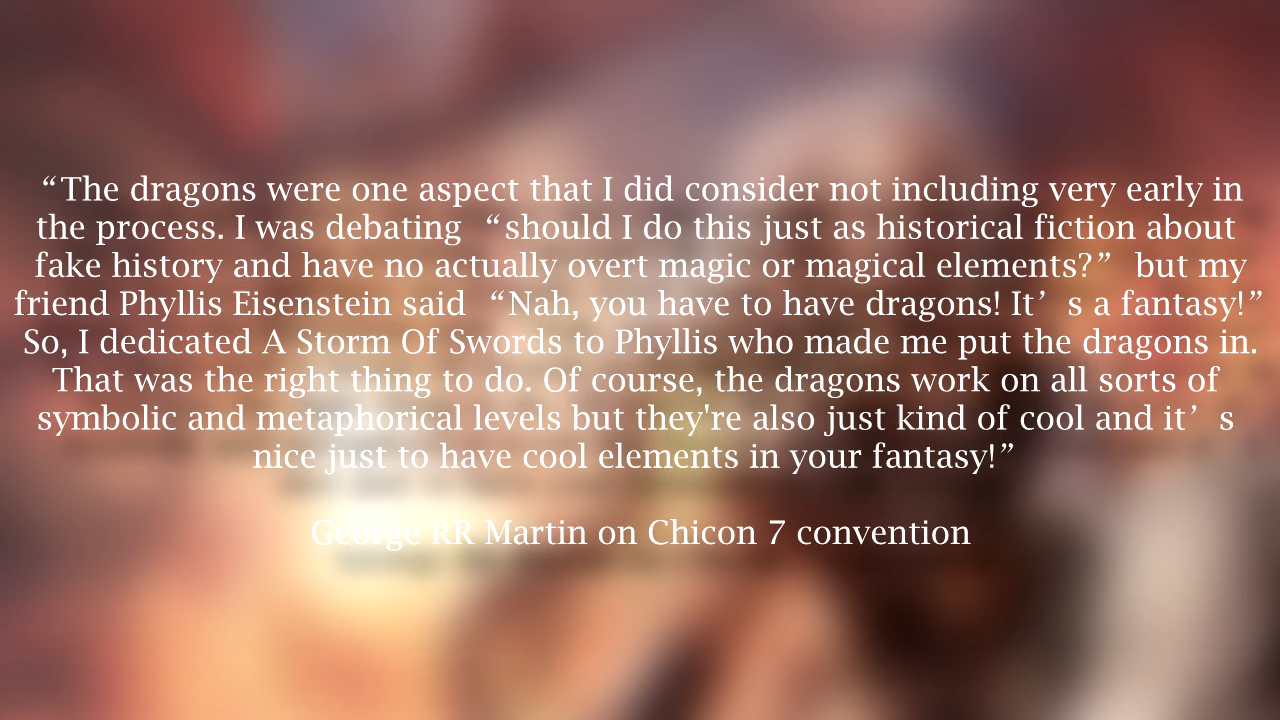 “The dragons were one aspect that I did consider not including very early in
the process. I was debating “should I do this just as historical fiction about
fake history and have no actually overt magic or magical elements?” but my
friend Phyllis Eisenstein said “Nah, you have to have dragons! It’s a fantasy!”
So, I dedicated A Storm Of Swords to Phyllis who made me put the dragons in.
That was the right thing to do. Of course, the dragons work on all sorts of
symbolic and metaphorical levels but they're also just kind of cool and it’s
nice just to have cool elements in your fantasy!”
George RR Martin on Chicon 7 convention